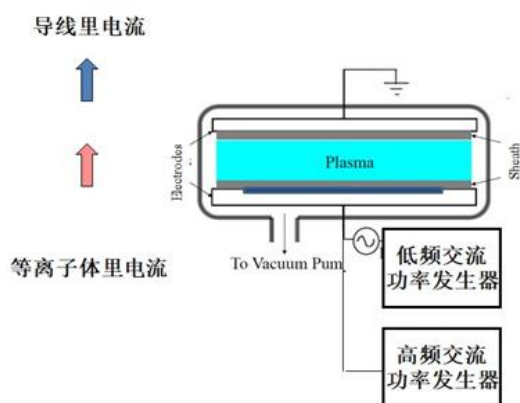 导线里电流
Electrodes
Plasma
Sheath
等离子体里电流
To Vacuum Pump
低频交流
功率发生器
高频交流
功率发生器